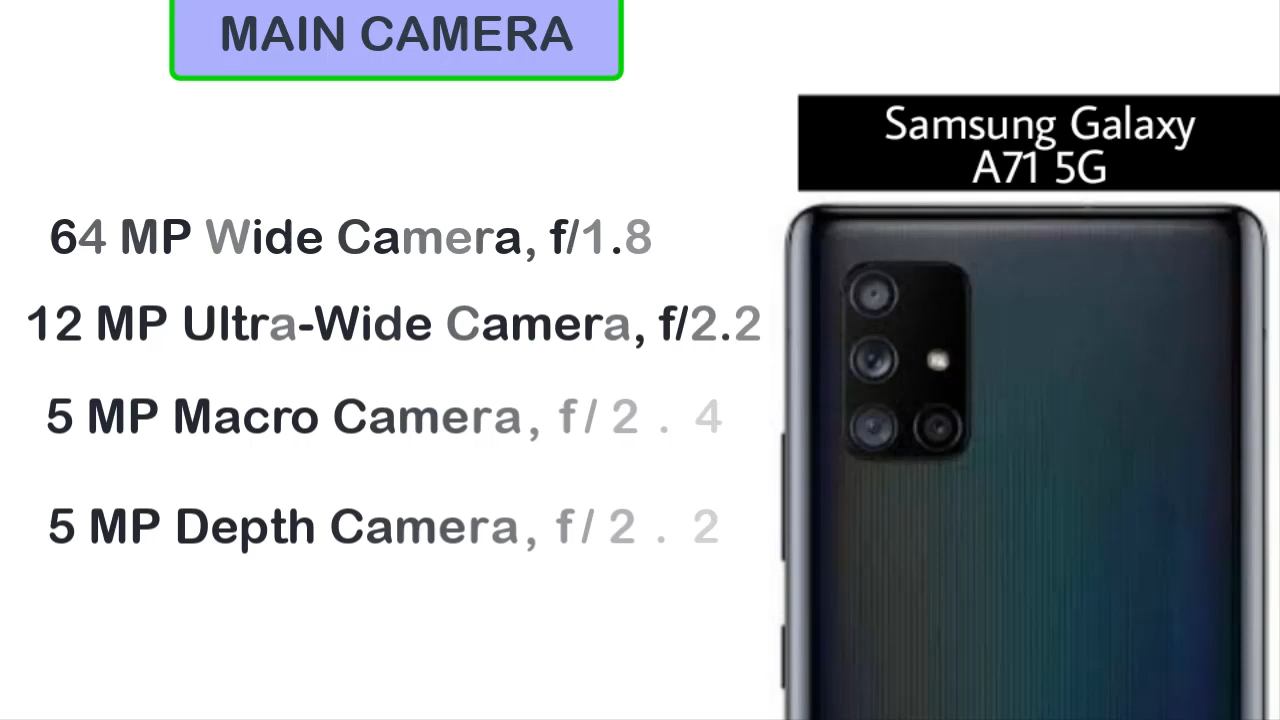 MAIN CAMERA
Samsung Galaxy
A71 5G
64 MP Wide Camera, f/1.8
12 MP Ultra-Wide Camera, f/2.2
5 MP Macro Camera, f/2.4
5 MP Depth Camera, f/2.2